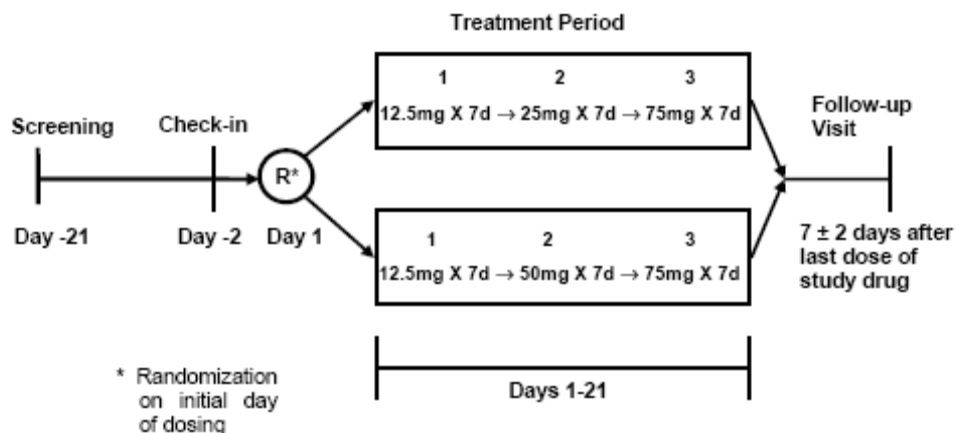 Treatment Period
1 2 3
12.5mg X 7d → 25mg X 7d → 75mg X 7d
Screening
Check-in
Follow-up
Visit
R*
Day -21
Day -2
Day 1
1 2 3
12.5mg X 7d → 50mg X 7d → 75mg X 7d
7 ± 2 days after
last dose of
study drug
Days 1-21
* Randomization
on initial day
of dosing